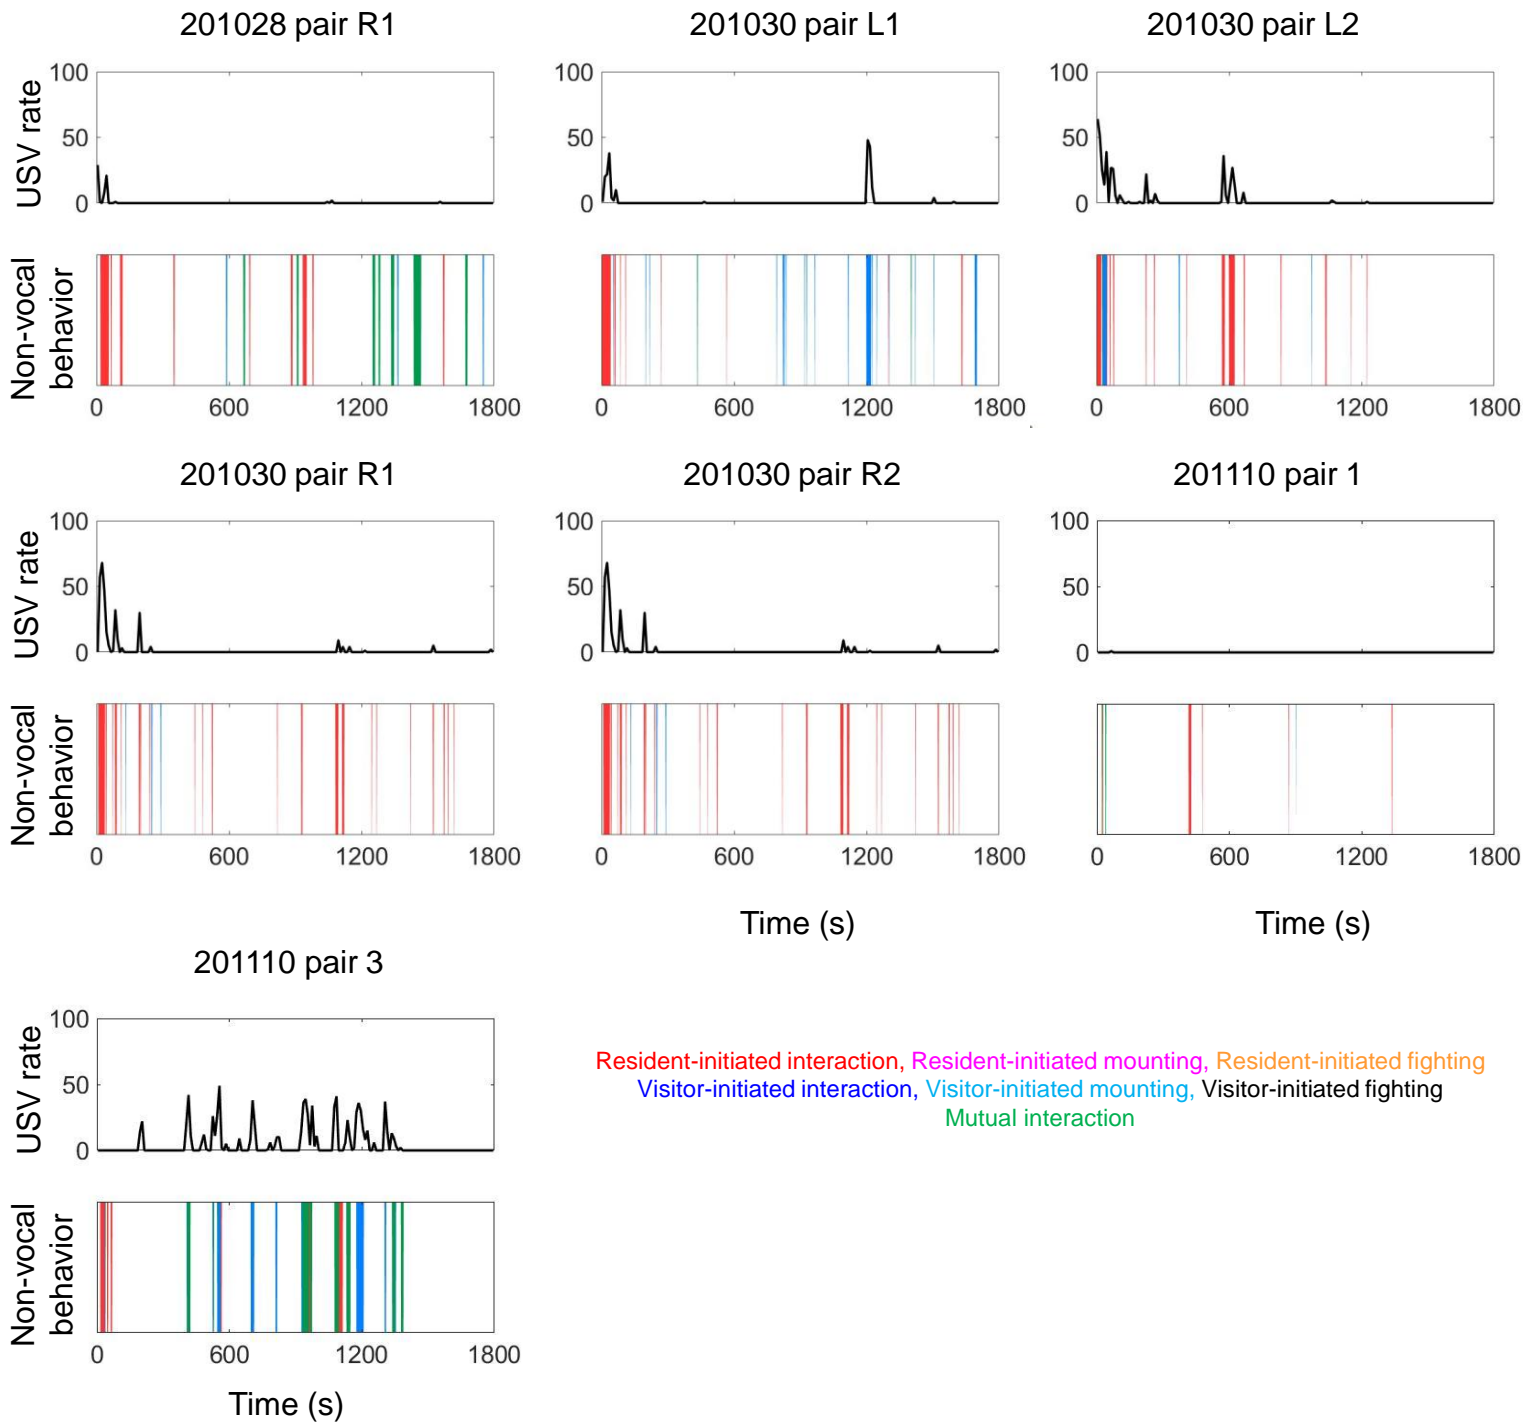 201028 pair R1
201030 pair L1
201030 pair L2
USV rate
100
50
0
100
50
0
100
50
0
Non-vocal
behavior
0 600 1200 1800
0 600 1200 1800
0 600 1200 1800
201030 pair R1
201030 pair R2
201110 pair 1
USV rate
100
50
0
100
50
0
100
50
0
Non-vocal
behavior
0 600 1200 1800
0 600 1200 1800
0 600 1200 1800
Time (s)
Time (s)
201110 pair 3
USV rate
100
50
0
Non-vocal
behavior
0 600 1200 1800
Time (s)
Resident-initiated interaction, Resident-initiated mounting, Resident-initiated fighting
Visitor-initiated interaction, Visitor-initiated mounting, Visitor-initiated fighting
Mutual interaction